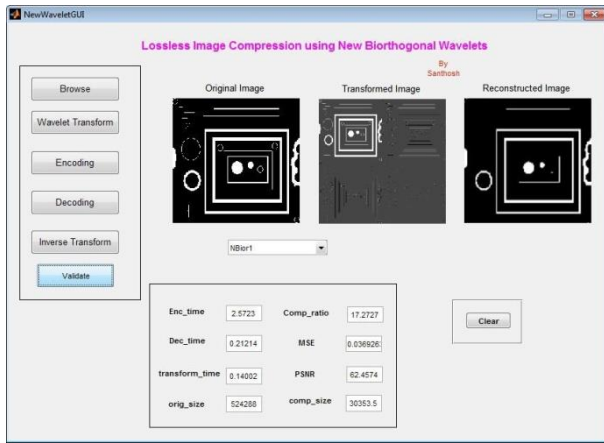 NewWaveletGUI
Lossless Image Compression using New Biorthogonal Wavelets
By
Santhosh
Browse
Wavelet Transform
Encoding
Decoding
Inverse Transform
Validate
Original Image
Transformed Image
Reconstructed Image
NBior1
Enc_time 2.5723 Comp_ratio 17.2727
Dec_time 0.21214 MSE 0.036926
transform_time 0.14002 PSNR 62.4574
orig_size 524288 comp_size 30353.5
Clear